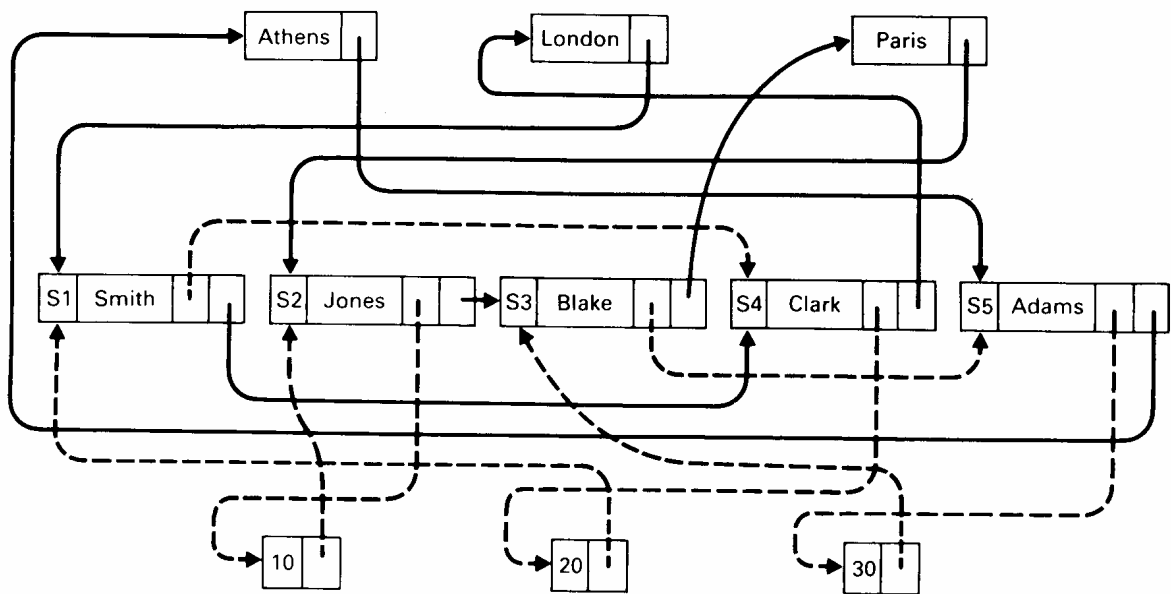 Athens London Paris
S1 Smith S2 Jones S3 Blake S4 Clark S5 Adams
10 20 30